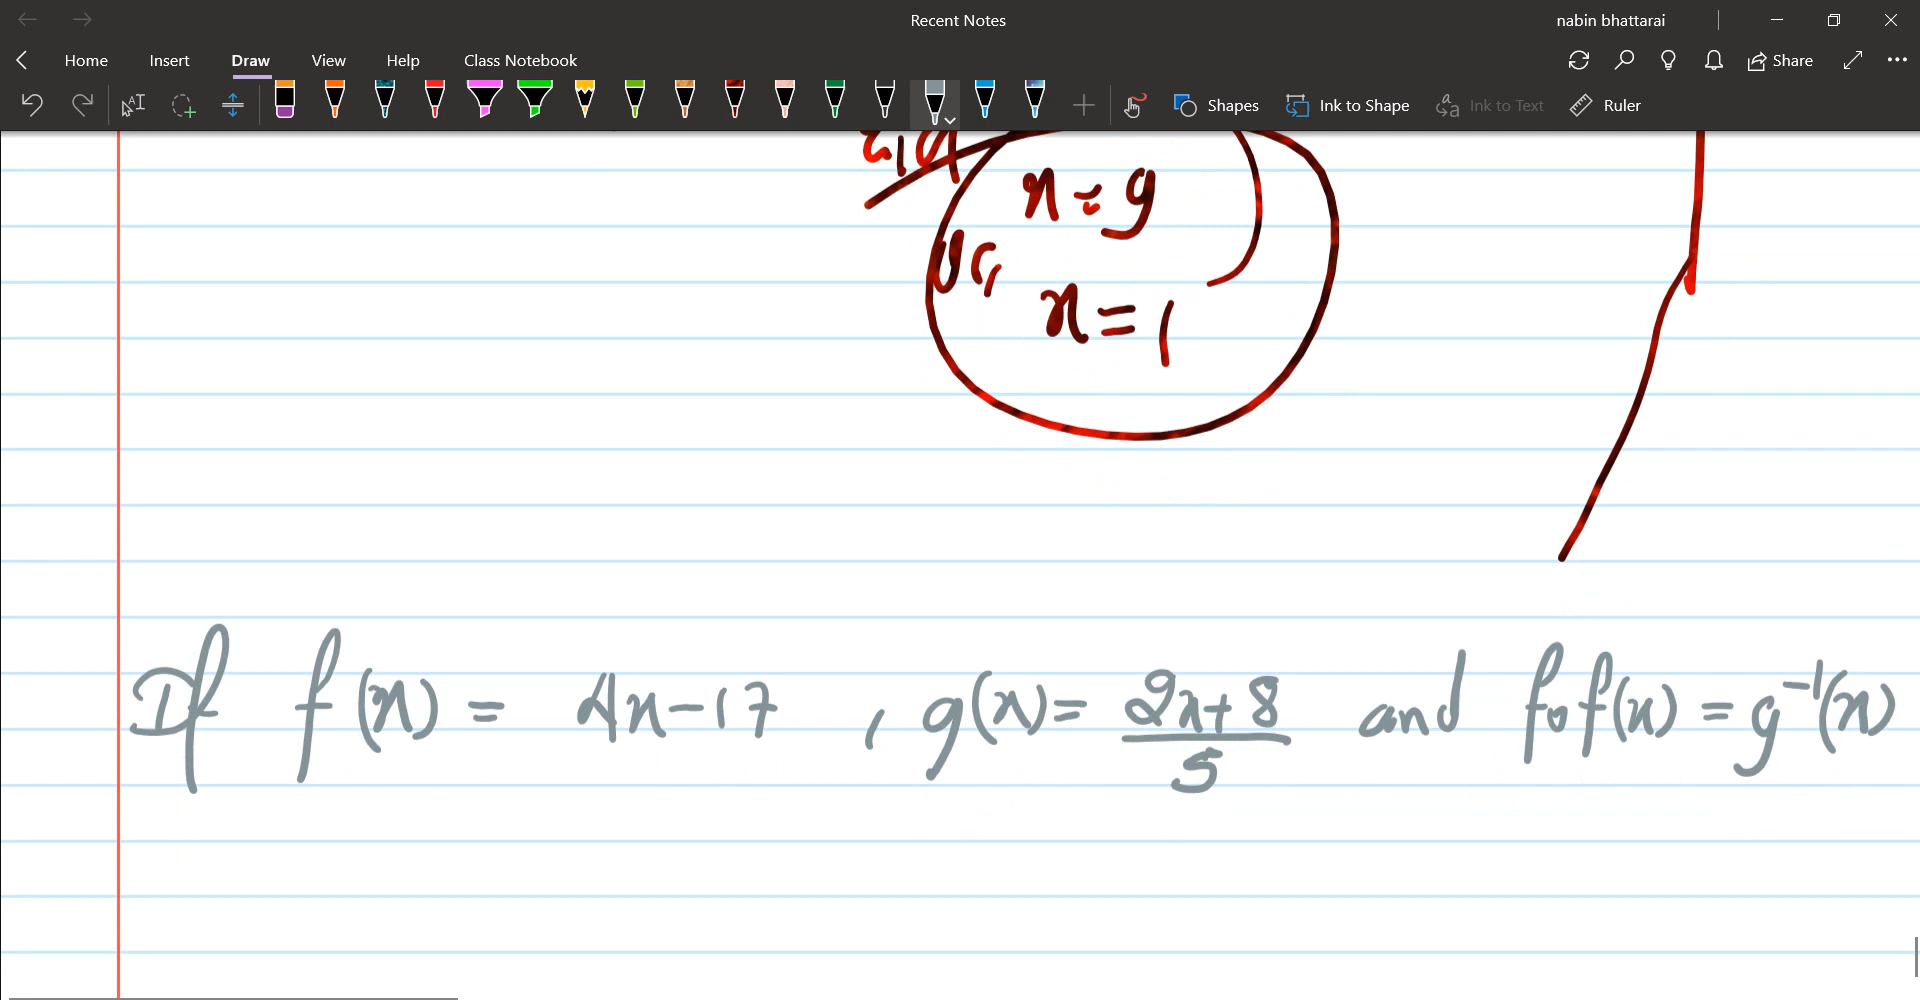 Recent Notes
nabin bhattarai
Home Insert Draw View Help Class Notebook
Share
Shapes Ink to Shape Ink to Text Ruler
x = 9
or,
x = 1
If f(x) = 4x-17 , g(x) = 2x+8/5 and fof(x) = g⁻¹(x)